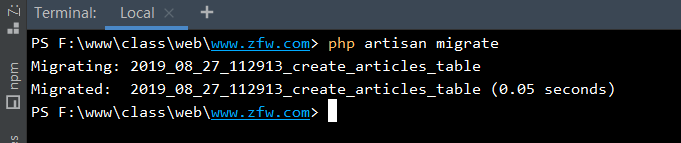 Terminal: Local × +
PS F:\www\class\web\www.zfw.com> php artisan migrate
Migrating: 2019_08_27_112913_create_articles_table
Migrated:  2019_08_27_112913_create_articles_table (0.05 seconds)
PS F:\www\class\web\www.zfw.com>
Z:
npm